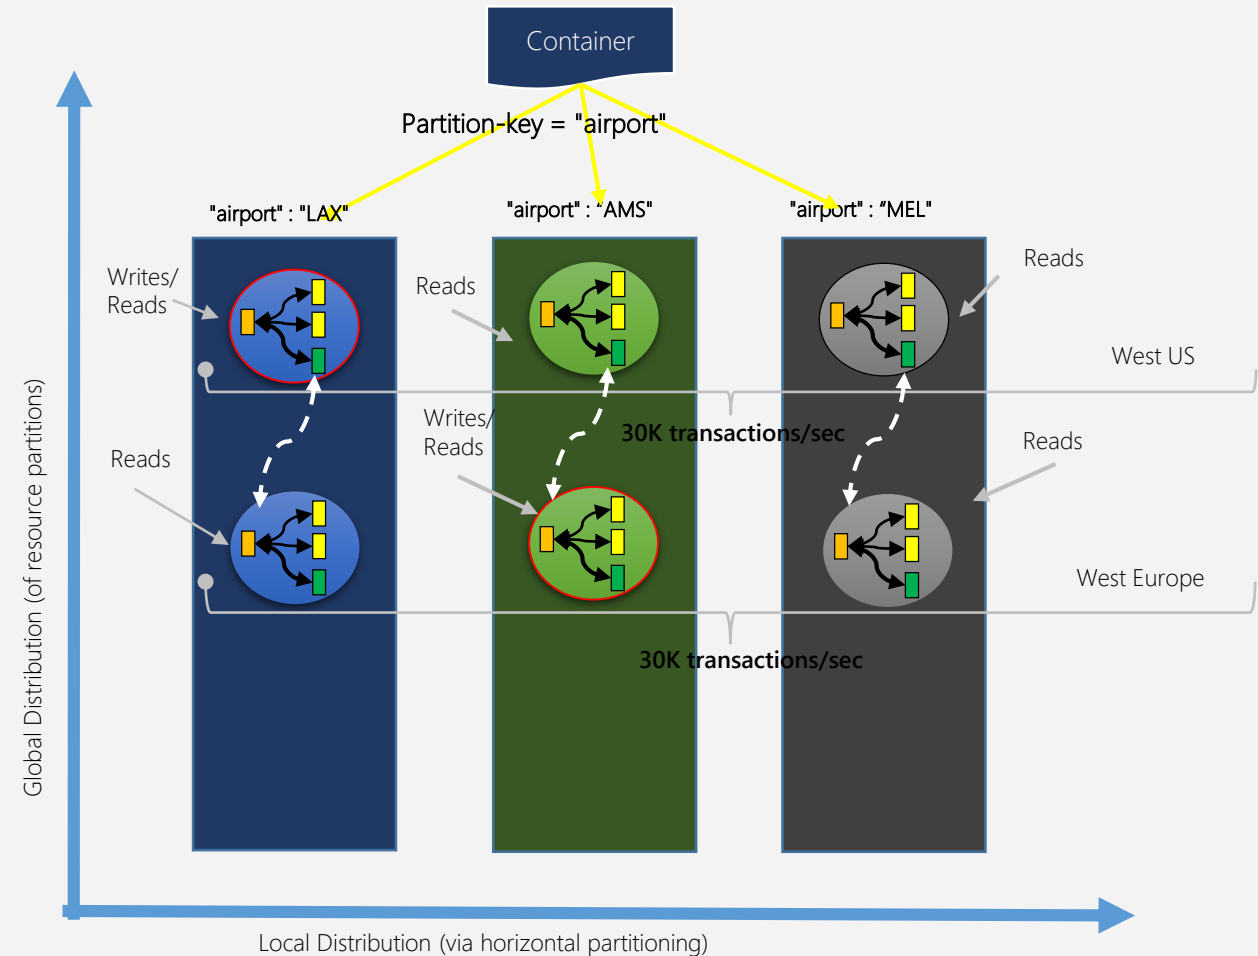 Container
Partition-key = "airport"
"airport" : "LAX"
"airport" : “AMS"
"airport" : “MEL"
Writes/
Reads
Reads
Reads
West US
30K transactions/sec
Reads
Writes/
Reads
Reads
West Europe
30K transactions/sec
Global Distribution (of resource partitions)
Local Distribution (via horizontal partitioning)